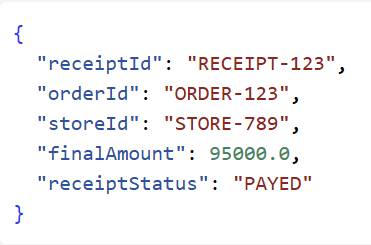 {
"receiptId": "RECEIPT-123",
"orderId": "ORDER-123",
"storeId": "STORE-789",
"finalAmount": 95000.0,
"receiptStatus": "PAYED"
}